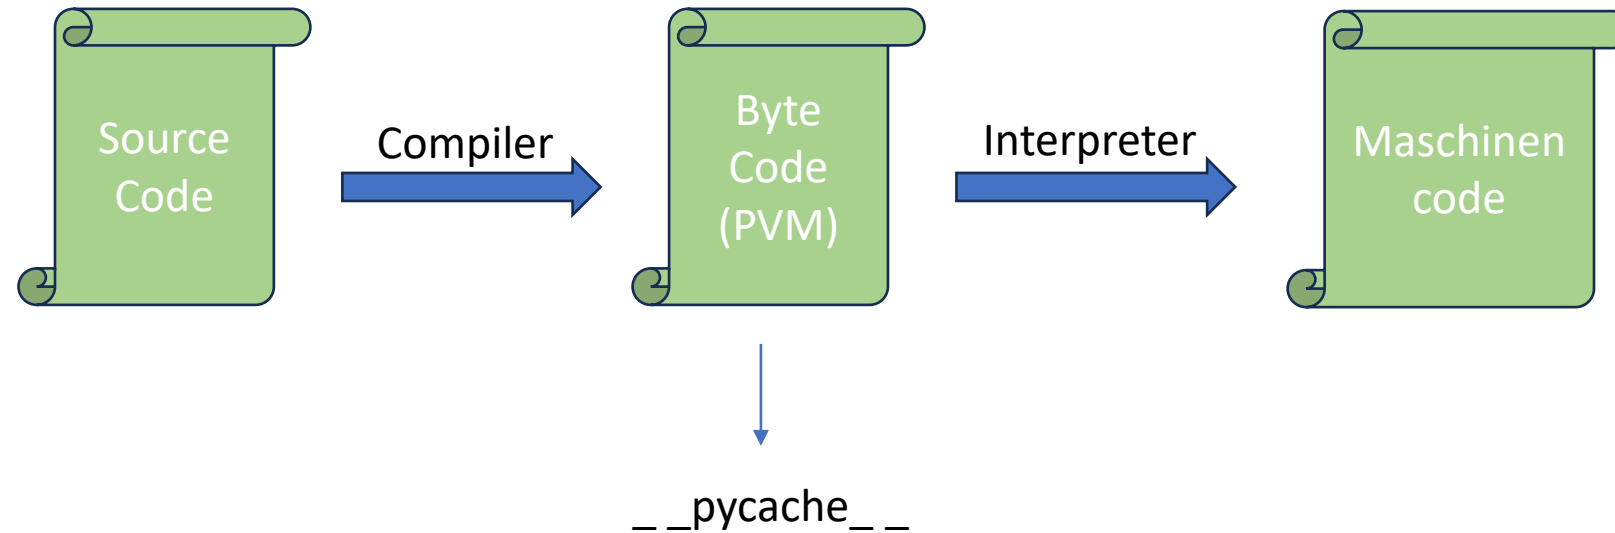 Source
Code
Compiler
Byte
Code
(PVM)
Interpreter
Maschinen
code
_ _pycache_ _